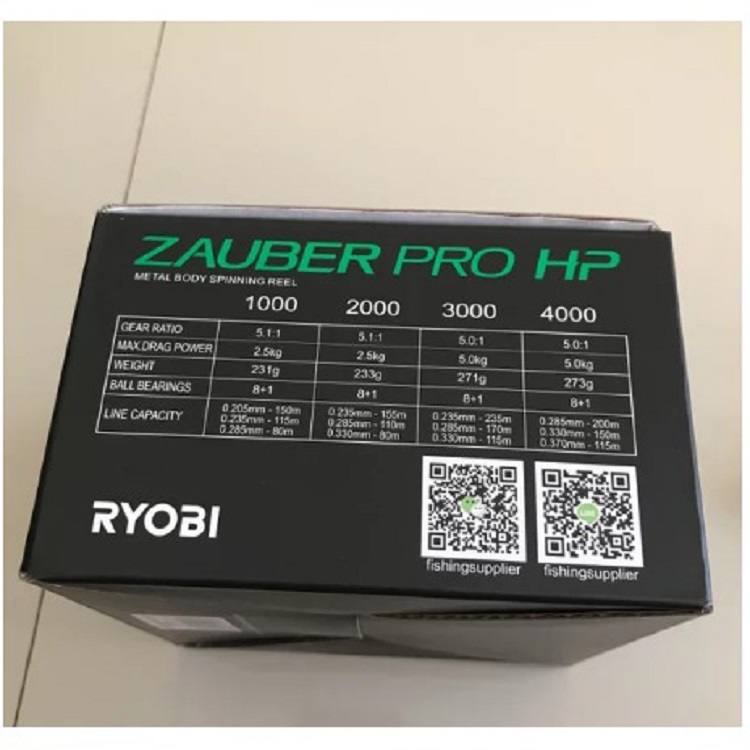 ZAUBER PRO HP
METAL BODY SPINNING REEL
1000 2000 3000 4000
GEAR RATIO 5.1:1 5.1:1 5.0:1 5.0:1
MAX.DRAG POWER 2.5kg 2.5kg 5.0kg 5.0kg
WEIGHT 231g 233g 271g 273g
BALL BEARINGS 8+1 8+1 8+1 8+1
LINE CAPACITY 0.205mm - 150m 0.235mm - 155m 0.235mm - 235m 0.285mm - 200m
0.235mm - 115m 0.285mm - 110m 0.285mm - 170m 0.330mm - 150m
0.285mm - 80m 0.330mm - 80m 0.330mm - 115m 0.370mm - 115m
RYOBI
fishingsupplier fishingsupplier